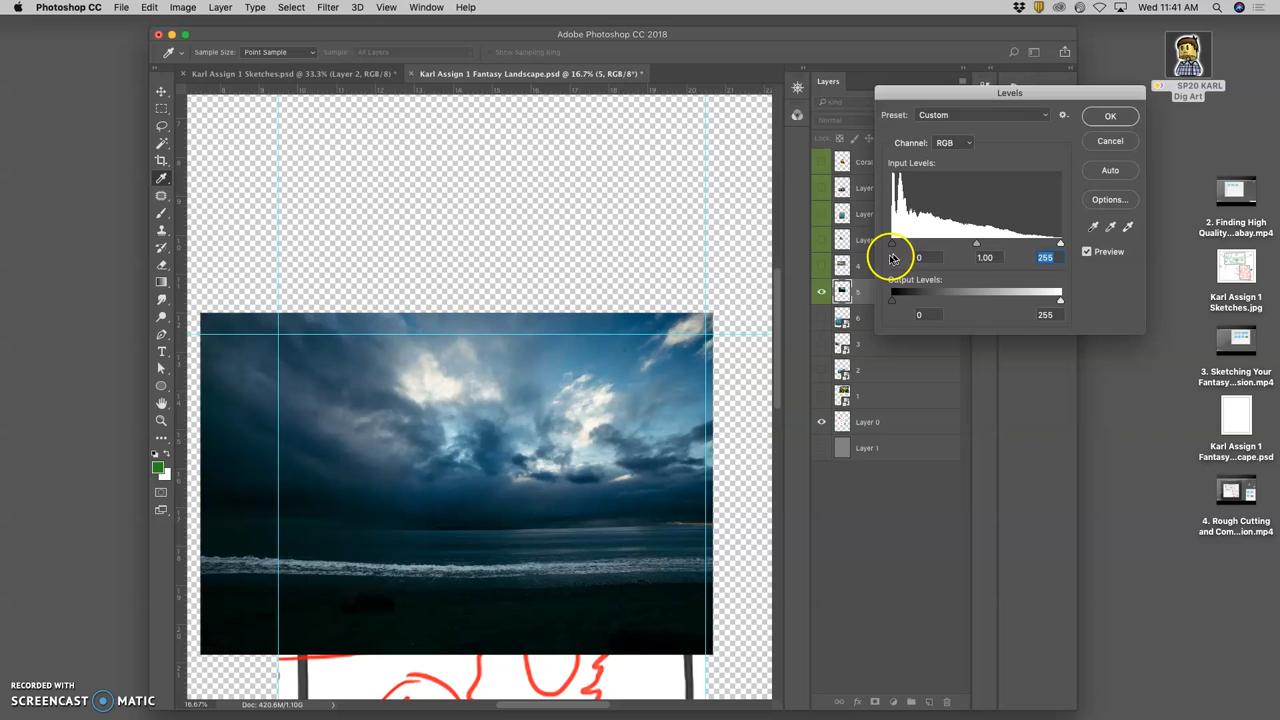 Photoshop CC File Edit Image Layer Type Select Filter 3D View Window Help Wed 11:41 AM
Adobe Photoshop CC 2018
Sample Size: Point Sample Sample: All Layers Show Sampling Ring
Karl Assign 1 Sketches.psd @ 33.3% (Layer 2, RGB/8) * Karl Assign 1 Fantasy Landscape.psd @ 16.7% (5, RGB/8*) *
Layers
Kind
Normal
Lock:
Coral
Layer
Layer
Layer
4
5
6
3
2
1
Layer 0
Layer 1
Levels
Preset: Custom
OK
Channel: RGB
Cancel
Input Levels:
Auto
Options...
Preview
0 1.00 255
Output Levels:
0 255
SP20 KARL
Dig Art
2. Finding High
Quality...abay.mp4
Karl Assign 1
Sketches.jpg
3. Sketching Your
Fantasy...sion.mp4
Karl Assign 1
Fantasy...cape.psd
4. Rough Cutting
and Com...ion.mp4
16.67% Doc: 420.6M/1.10G
RECORDED WITH
SCREENCAST MATIC